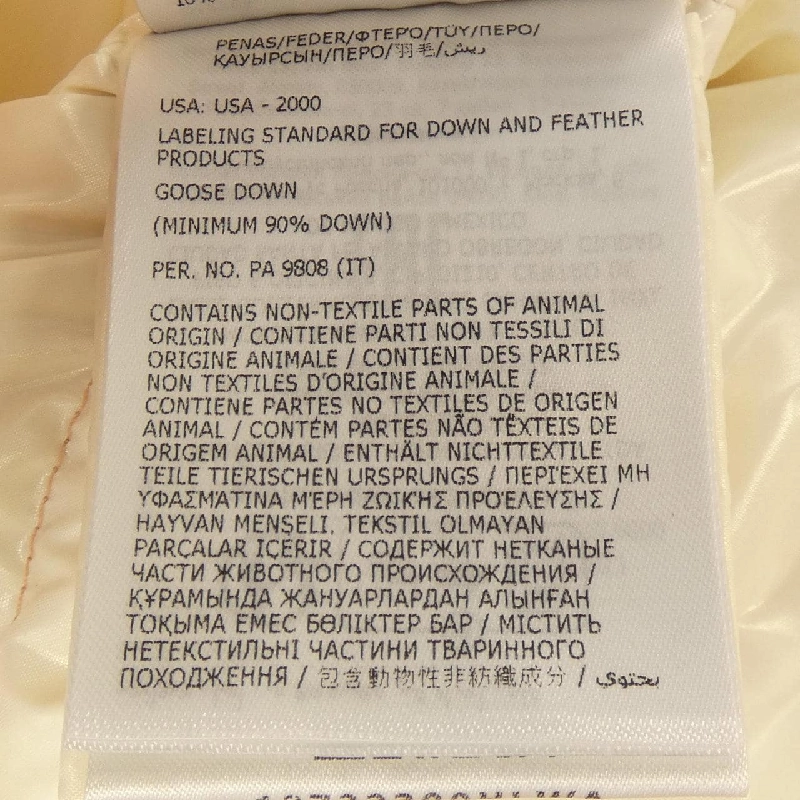 PENAS/FEDER/ΦΤΕΡΌ/TÜY/ПЕРО/
ҚАУЫРСЫН/ПЕРО/羽毛/ريش
USA: USA - 2000
LABELING STANDARD FOR DOWN AND FEATHER
PRODUCTS
GOOSE DOWN
(MINIMUM 90% DOWN)
PER. NO. PA 9808 (IT)
CONTAINS NON-TEXTILE PARTS OF ANIMAL
ORIGIN / CONTIENE PARTI NON TESSILI DI
ORIGINE ANIMALE / CONTIENT DES PARTIES
NON TEXTILES D'ORIGINE ANIMALE /
CONTIENE PARTES NO TEXTILES DE ORIGEN
ANIMAL / CONTÉM PARTES NÃO TÊXTEIS DE
ORIGEM ANIMAL / ENTHÄLT NICHTTEXTILE
TEILE TIERISCHEN URSPRUNGS / ΠΕΡΙΈΧΕΙ ΜΗ
ΥΦΑΣΜΆΤΙΝΑ ΜΈΡΗ ΖΩΙΚΉΣ ΠΡΟΈΛΕΥΣΗΣ /
HAYVAN MENŞELİ, TEKSTİL OLMAYAN
PARÇALAR İÇERİR / СОДЕРЖИТ НЕТКАНЫЕ
ЧАСТИ ЖИВОТНОГО ПРОИСХОЖДЕНИЯ /
ҚҰРАМЫНДА ЖАНУАРЛАРДАН АЛЫНҒАН
ТОҚЫМА ЕМЕС БӨЛІКТЕР БАР / МІСТИТЬ
НЕТЕКСТИЛЬНІ ЧАСТИНИ ТВАРИННОГО
ПОХОДЖЕННЯ / 包含動物性非紡織成分 / يحتوي